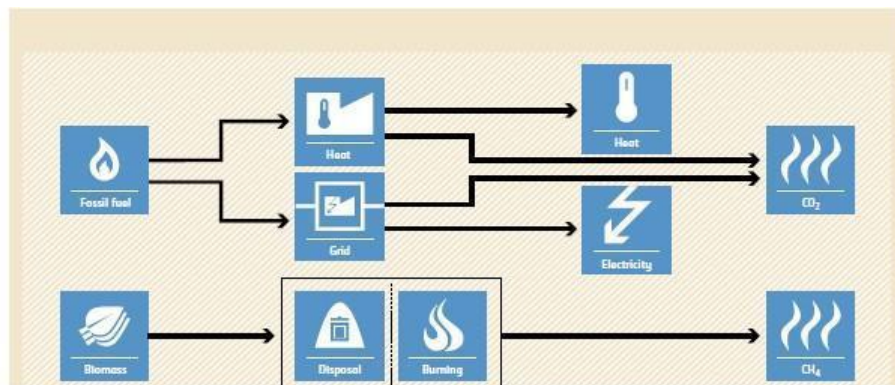 Heat
Heat
Fossil fuel
CO₂
Grid
Electricity
Biomass
Disposal
Burning
CH₄